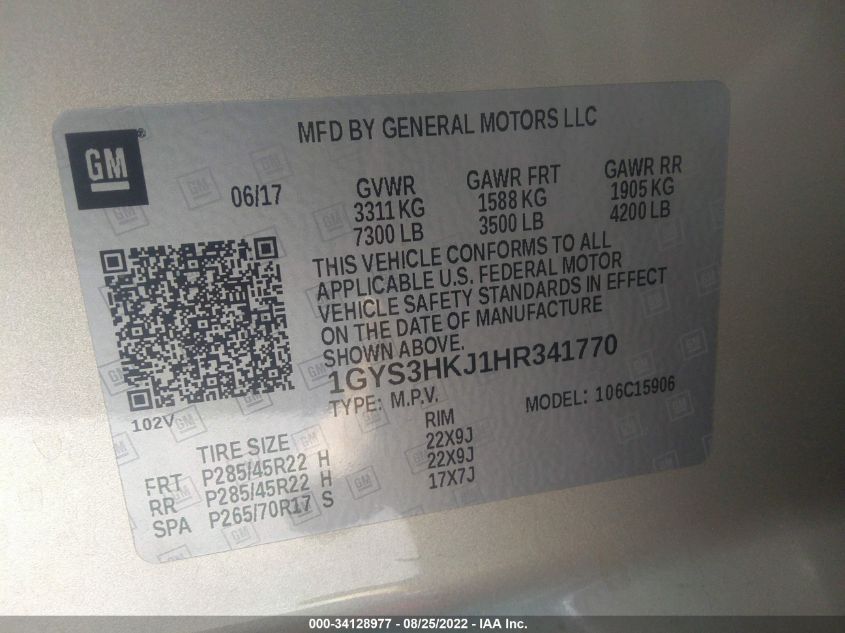 MFD BY GENERAL MOTORS LLC
GM®
06/17 GVWR GAWR FRT GAWR RR
3311 KG 1588 KG 1905 KG
7300 LB 3500 LB 4200 LB
THIS VEHICLE CONFORMS TO ALL
APPLICABLE U.S. FEDERAL MOTOR
VEHICLE SAFETY STANDARDS IN EFFECT
ON THE DATE OF MANUFACTURE
SHOWN ABOVE.
1GYS3HKJ1HR341770
TYPE: M.P.V. MODEL: 106C15906
102V
TIRE SIZE RIM
FRT P285/45R22 H 22X9J
RR P285/45R22 H 22X9J
SPA P265/70R17 S 17X7J
000-34128977 - 08/25/2022 - IAA Inc.